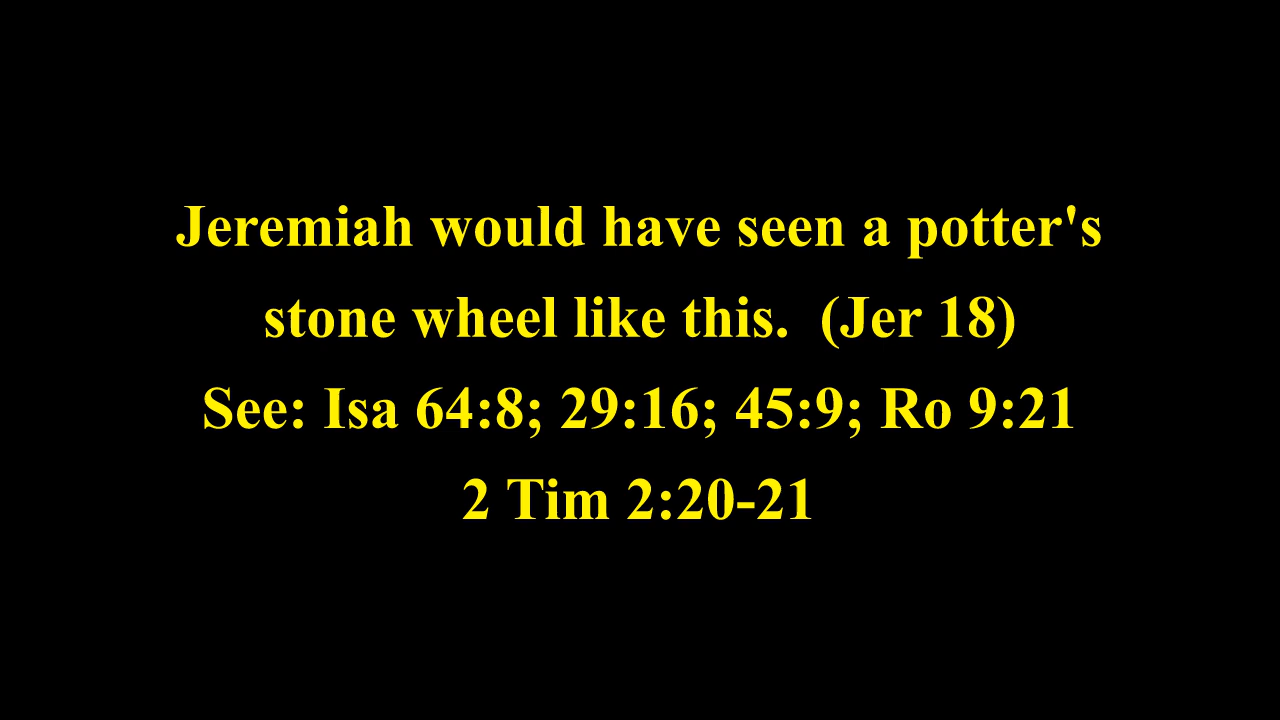 Jeremiah would have seen a potter's
stone wheel like this.  (Jer 18)
See: Isa 64:8; 29:16; 45:9; Ro 9:21
2 Tim 2:20-21